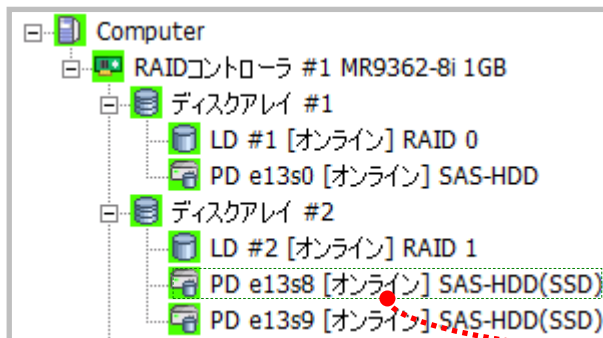 Computer
RAIDコントローラ #1 MR9362-8i 1GB
ディスクアレイ #1
LD #1 [オンライン] RAID 0
PD e13s0 [オンライン] SAS-HDD
ディスクアレイ #2
LD #2 [オンライン] RAID 1
PD e13s8 [オンライン] SAS-HDD(SSD)
PD e13s9 [オンライン] SAS-HDD(SSD)